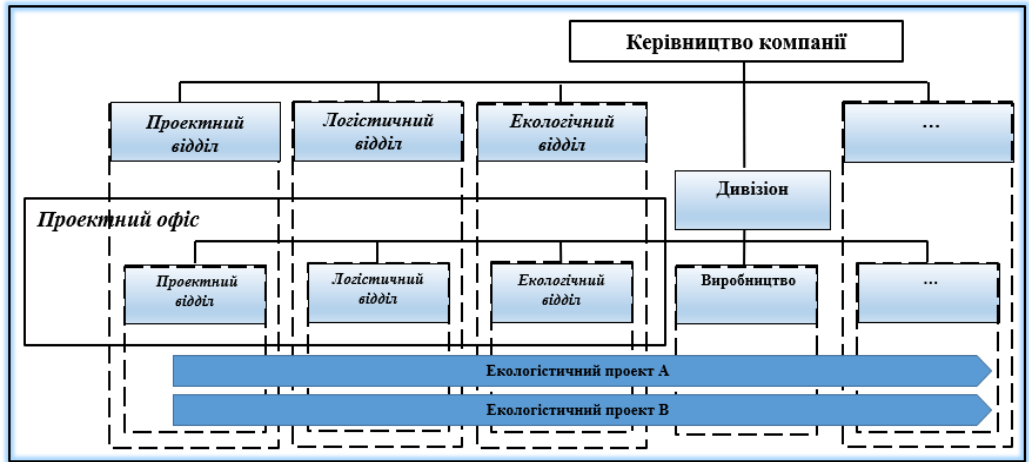 Керівництво компанії
Проектний
відділ
Логістичний
відділ
Екологічний
відділ
...
Дивізіон
Проектний офіс
Проектний
відділ
Логістичний
відділ
Екологічний
відділ
Виробництво
...
Екологістичний проект А
Екологістичний проект В